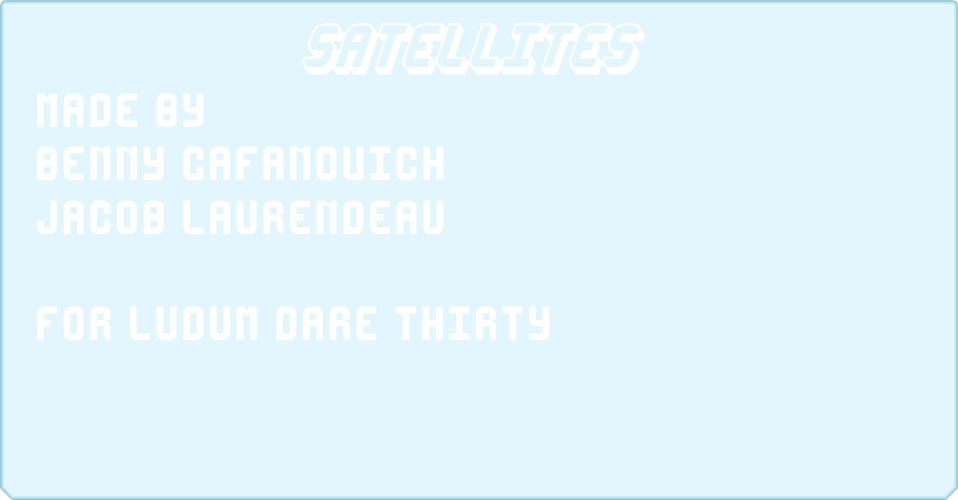 SATELLITES
MADE BY
BENNY CAFANOVICH
JACOB LAURENDEAU
FOR LUDUM DARE THIRTY